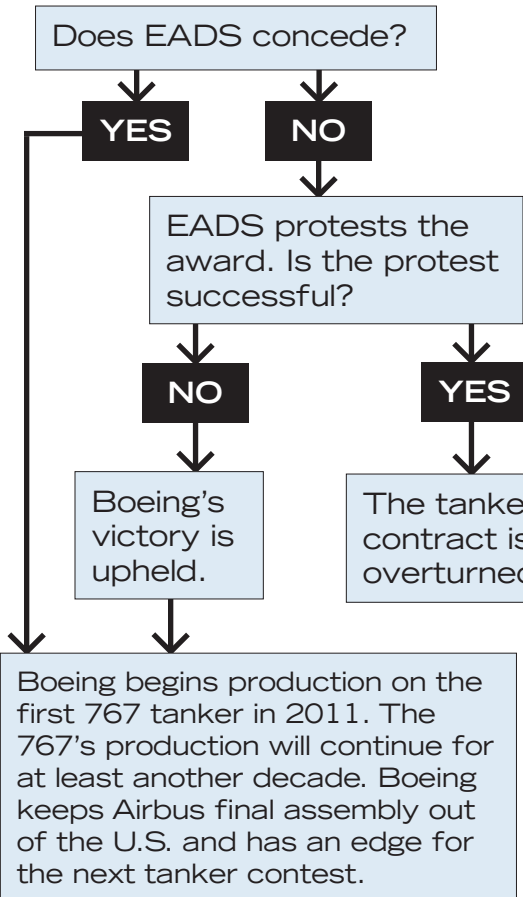 Does EADS concede?
YES
NO
EADS protests the
award. Is the protest
successful?
NO
YES
Boeing's
victory is
upheld.
The
contract
Boeing begins production on the
first 767 tanker in 2011. The
767's production will continue for
at least another decade. Boeing
keeps Airbus final assembly out
of the U.S. and has an edge for
the next tanker contest.